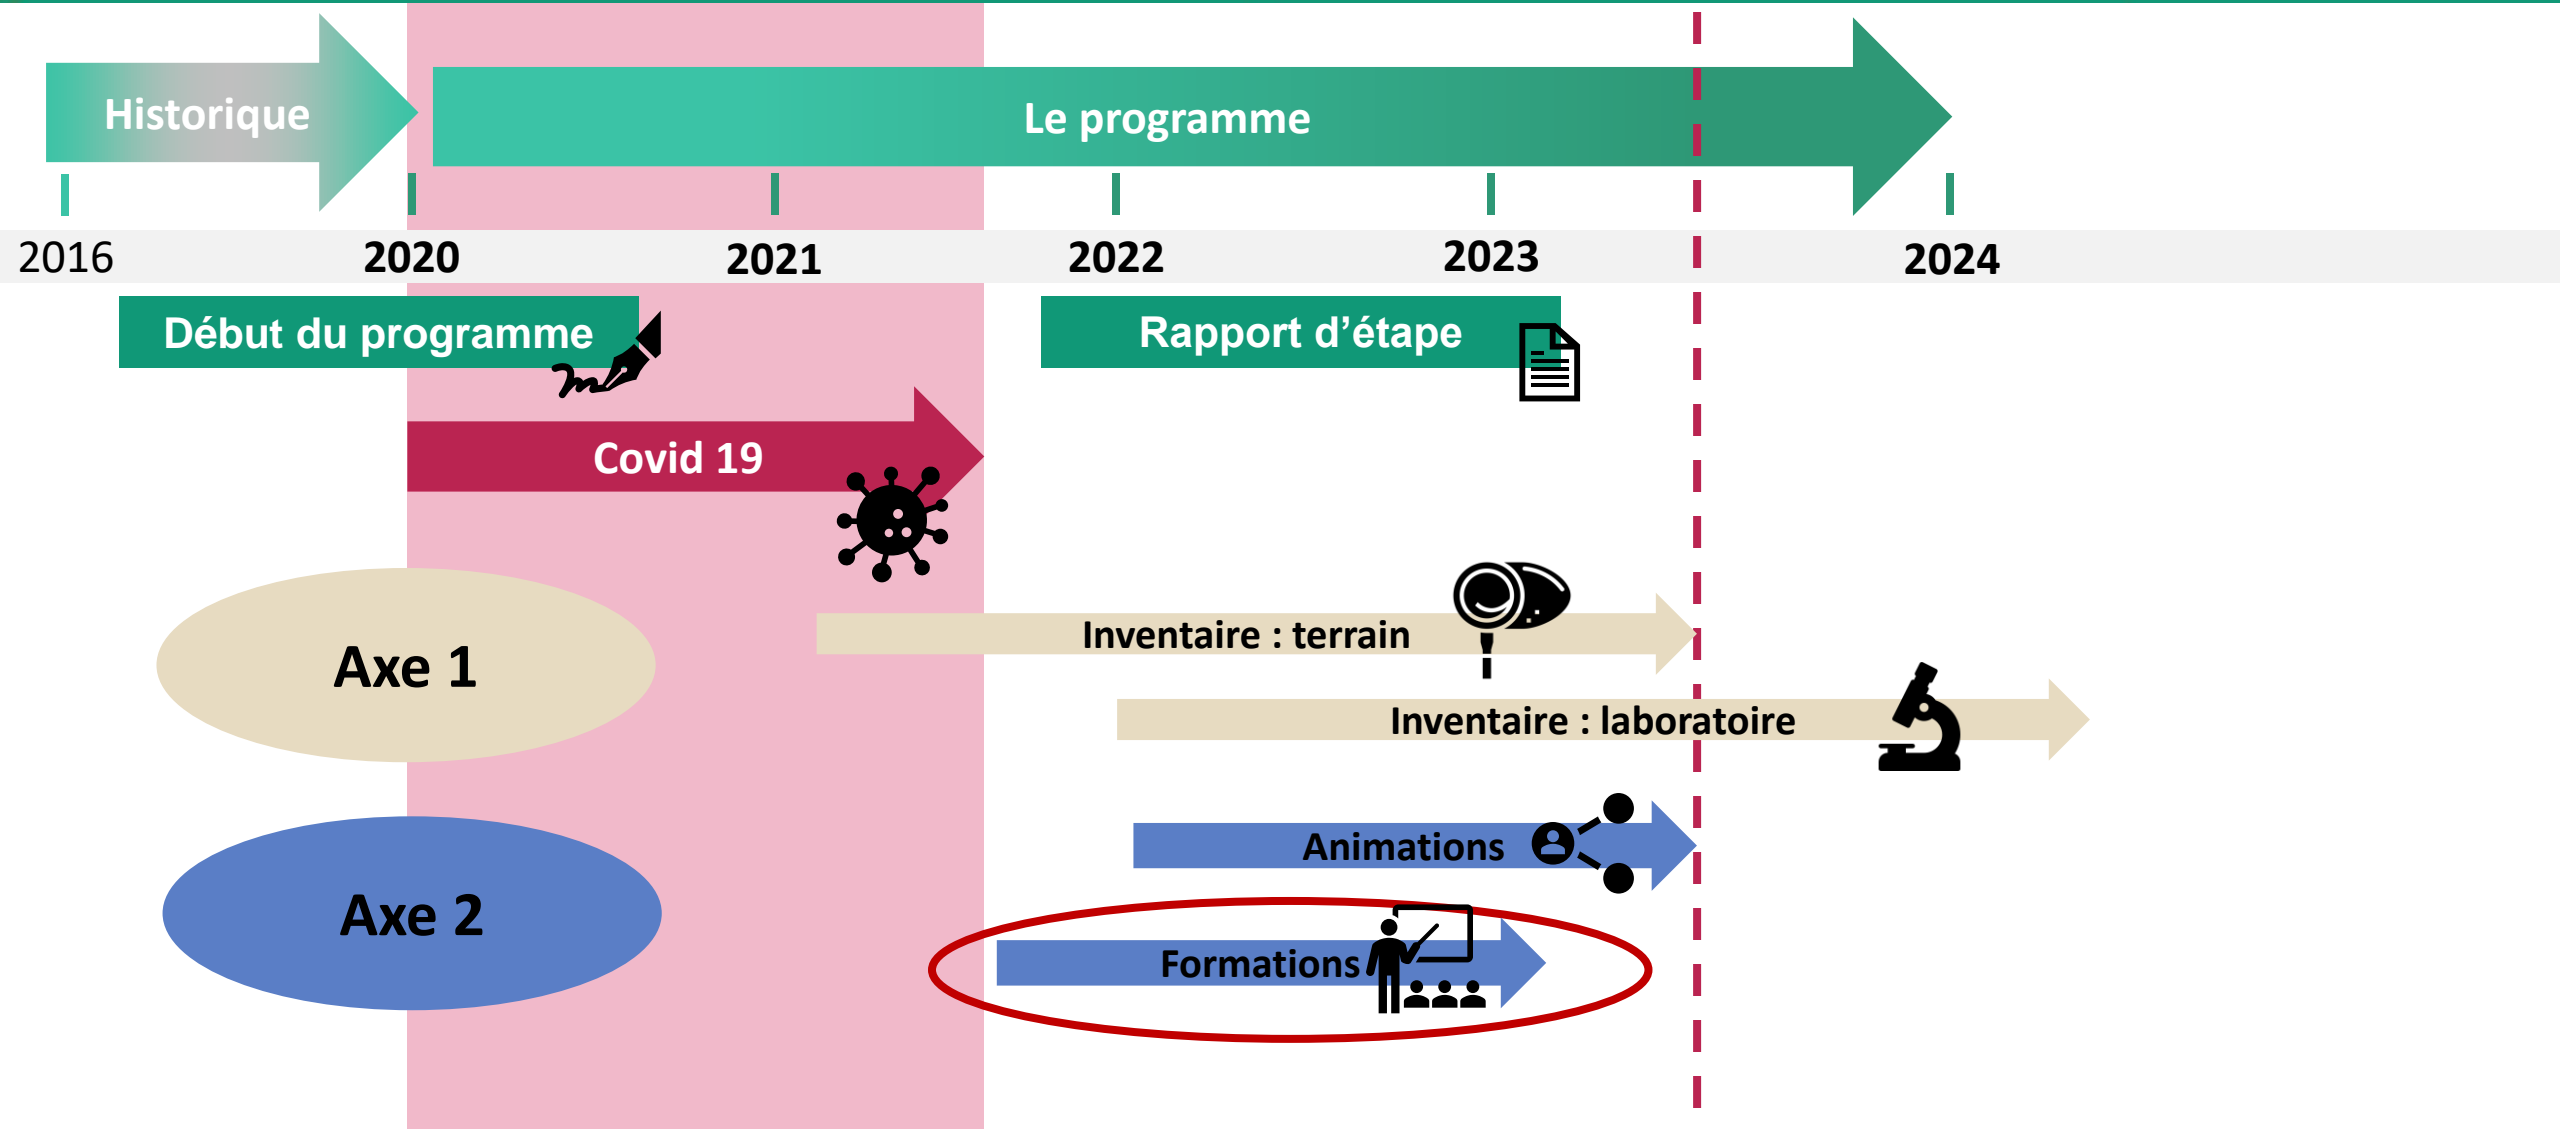 Historique
Le programme
2016 2020 2021 2022 2023 2024
Début du programme
Rapport d’étape
Covid 19
Axe 1
Inventaire : terrain
Inventaire : laboratoire
Axe 2
Animations
Formations